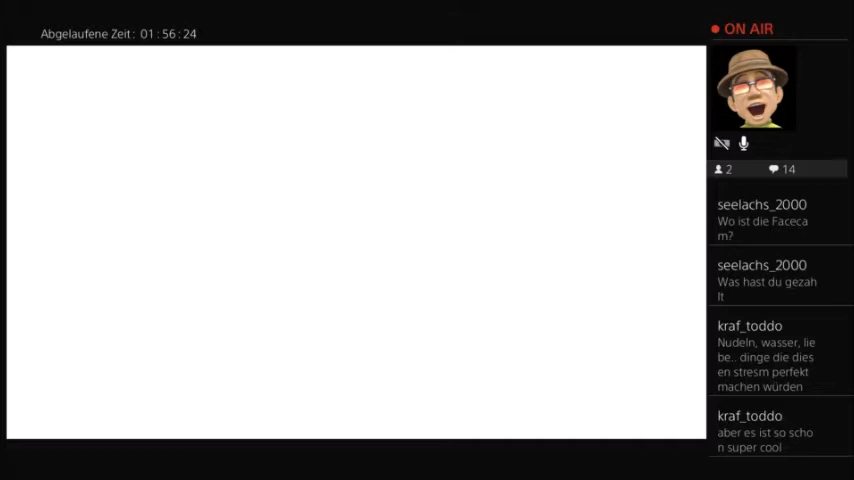 Abgelaufene Zeit: 01:56:24
ON AIR
2 14
seelachs_2000
Wo ist die Faceca
m?
seelachs_2000
Was hast du gezah
lt
kraf_toddo
Nudeln, wasser, lie
be.. dinge die dies
en stresm perfekt
machen würden
kraf_toddo
aber es ist so scho
n super cool